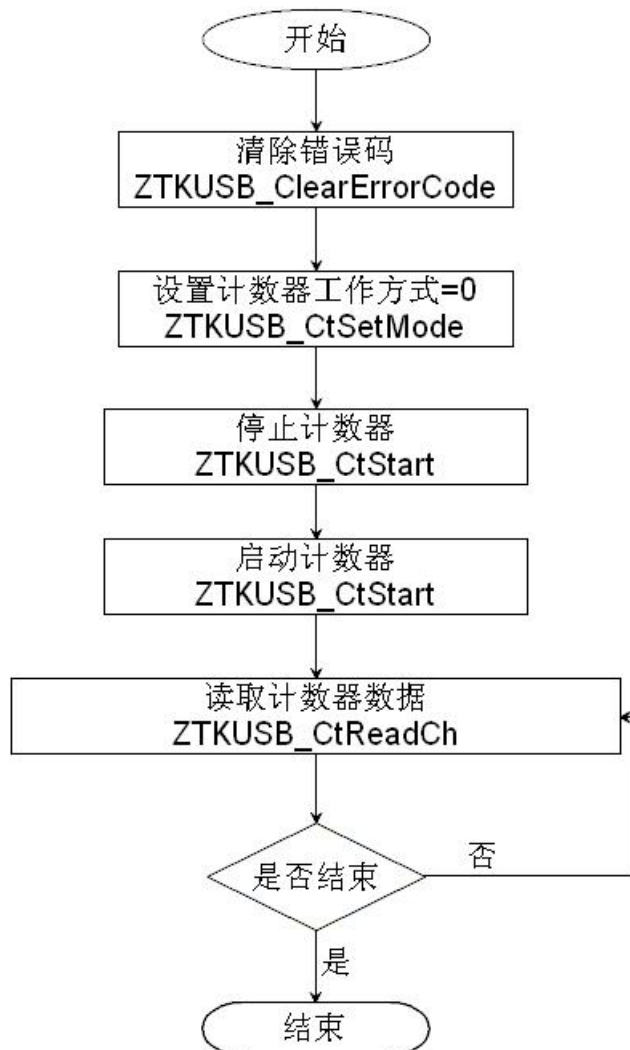 开始
清除错误码
ZTKUSB_ClearErrorCode
设置计数器工作方式=0
ZTKUSB_CtSetMode
停止计数器
ZTKUSB_CtStart
启动计数器
ZTKUSB_CtStart
读取计数器数据
ZTKUSB_CtReadCh
是否结束
否
是
结束